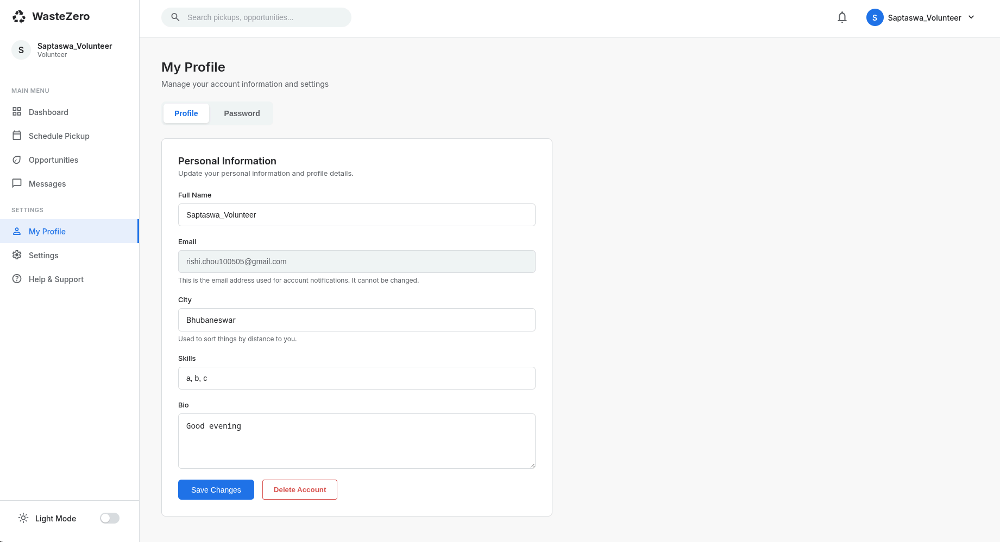 WasteZero
S
Saptaswa_Volunteer
Volunteer
MAIN MENU
Dashboard
Schedule Pickup
Opportunities
Messages
SETTINGS
My Profile
Settings
Help & Support
Light Mode
Search pickups, opportunities...
S
Saptaswa_Volunteer
My Profile
Manage your account information and settings
Profile
Password
Personal Information
Update your personal information and profile details.
Full Name
Saptaswa_Volunteer
Email
rishi.chou100505@gmail.com
This is the email address used for account notifications. It cannot be changed.
City
Bhubaneswar
Used to sort things by distance to you.
Skills
a, b, c
Bio
Good evening
Save Changes
Delete Account